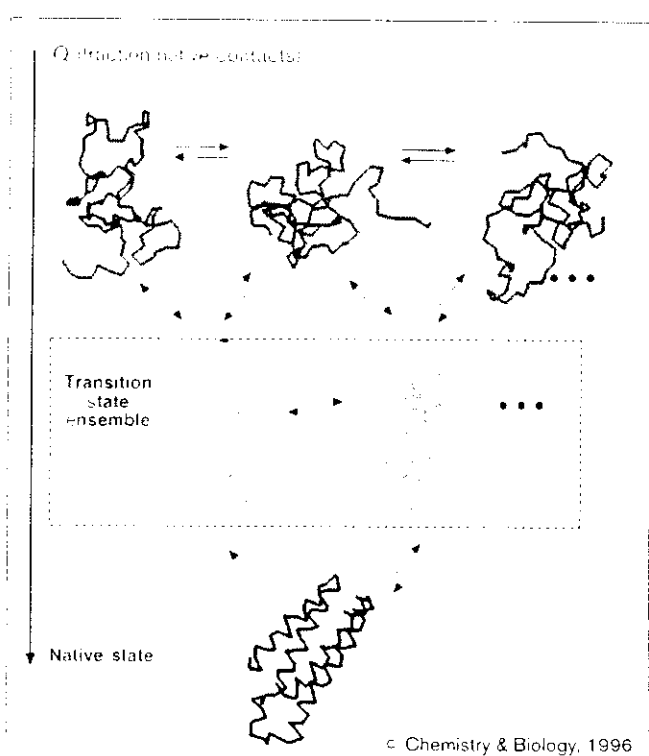 Q (fraction native contacts)
Transition
state
ensemble
Native state
© Chemistry & Biology, 1996